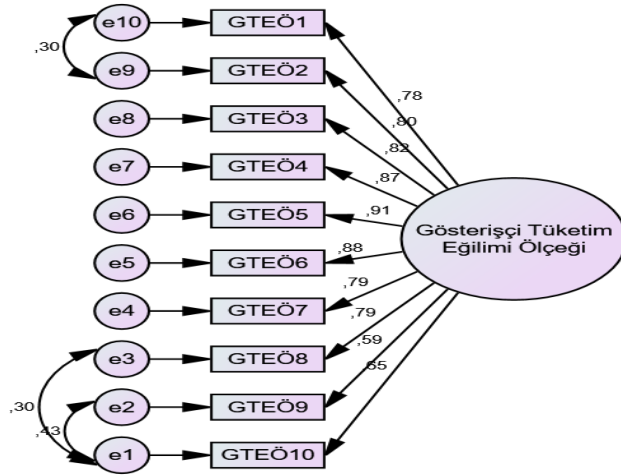 e10 GTEÖ1
,30
e9 GTEÖ2
,78
e8 GTEÖ3
,80
,82
e7 GTEÖ4
,87
e6 GTEÖ5
,91
Gösterişçi Tüketim
Eğilimi Ölçeği
e5 GTEÖ6
,88
e4 GTEÖ7
,79
,79
e3 GTEÖ8
,59
,65
,30
e2 GTEÖ9
,43
e1 GTEÖ10